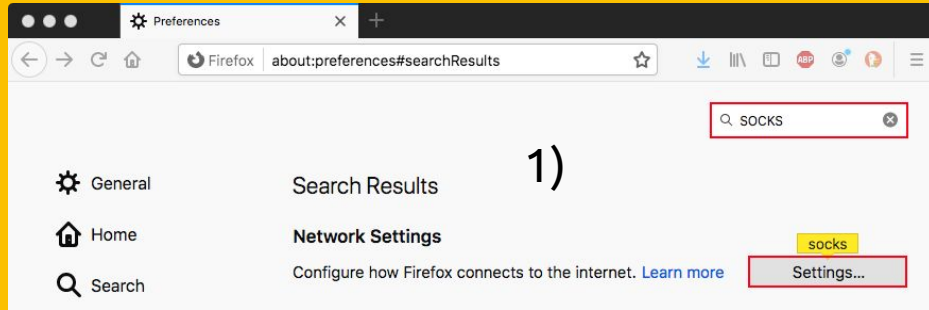 Preferences
Firefox about:preferences#searchResults
ABP
socks
1)
General
Search Results
Home
Network Settings
socks
Search
Configure how Firefox connects to the internet. Learn more
Settings...